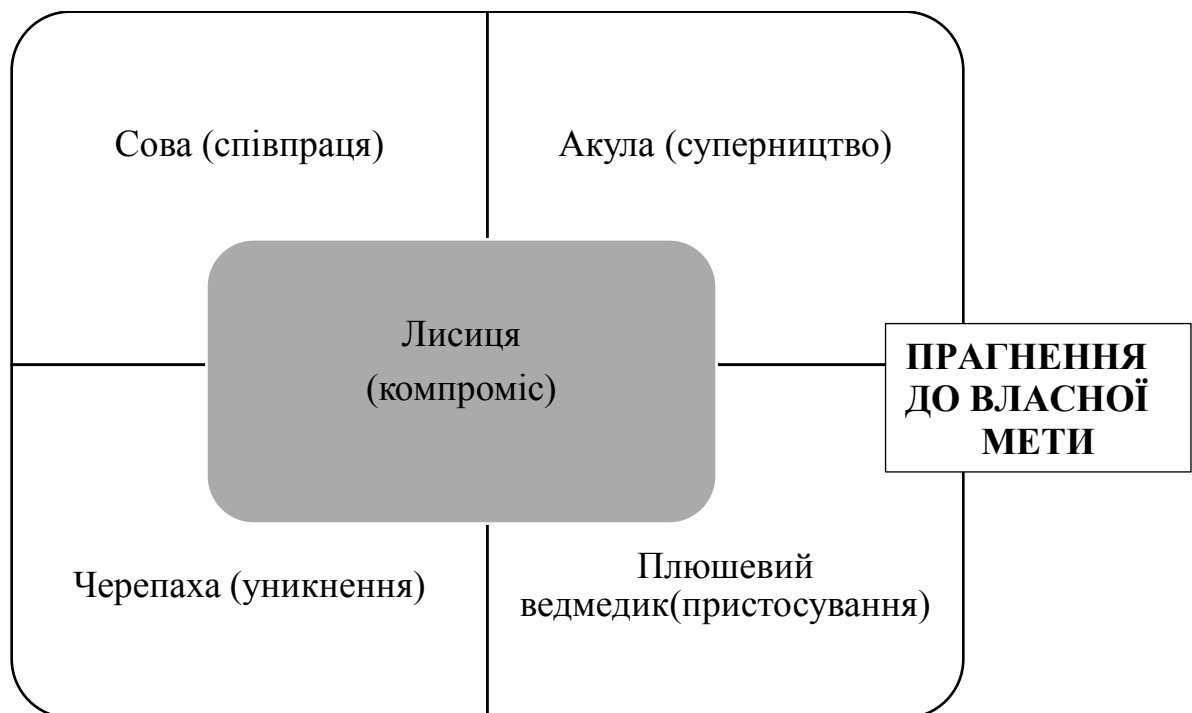 Сова (співпраця)
Акула (суперництво)
Лисиця
(компроміс)
ПРАГНЕННЯ
ДО ВЛАСНОЇ
МЕТИ
Черепаха (уникнення)
Плюшевий
ведмедик(пристосування)